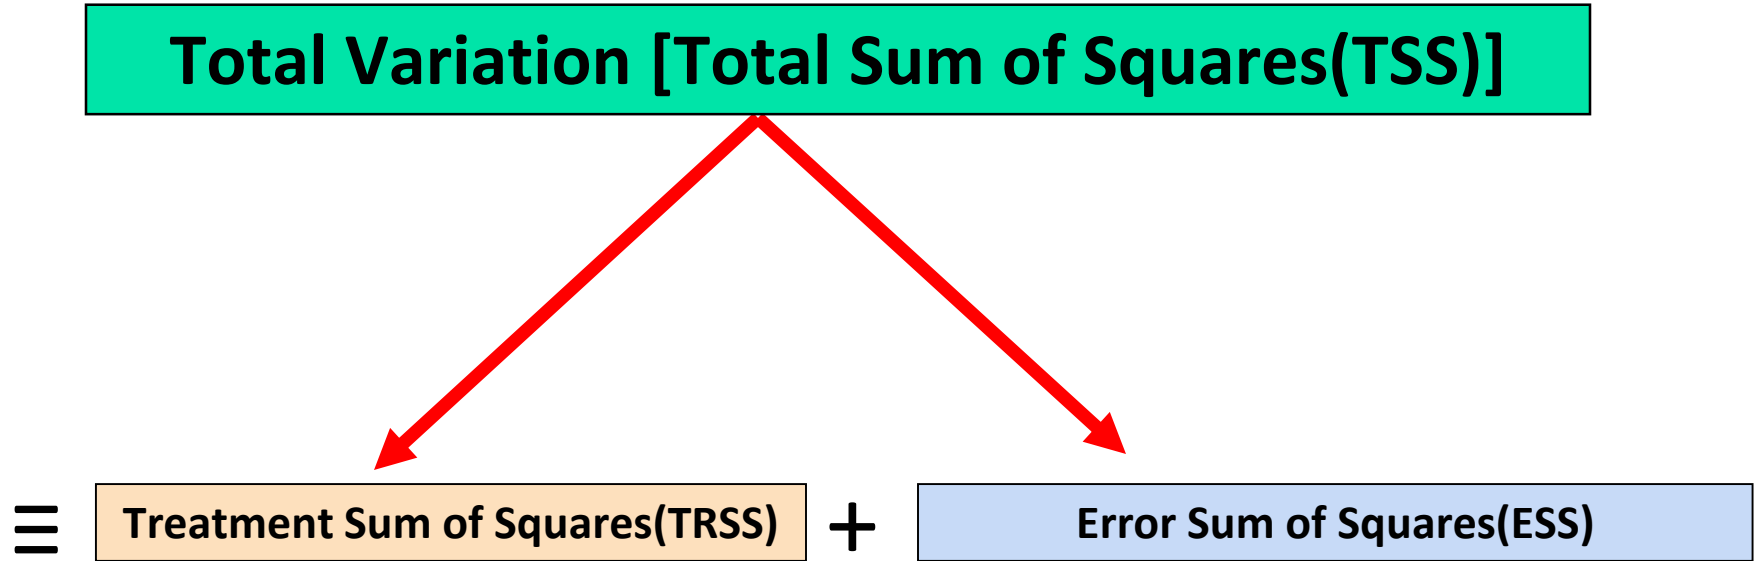 Total Variation [Total Sum of Squares(TSS)]
≡ Treatment Sum of Squares(TRSS) + Error Sum of Squares(ESS)